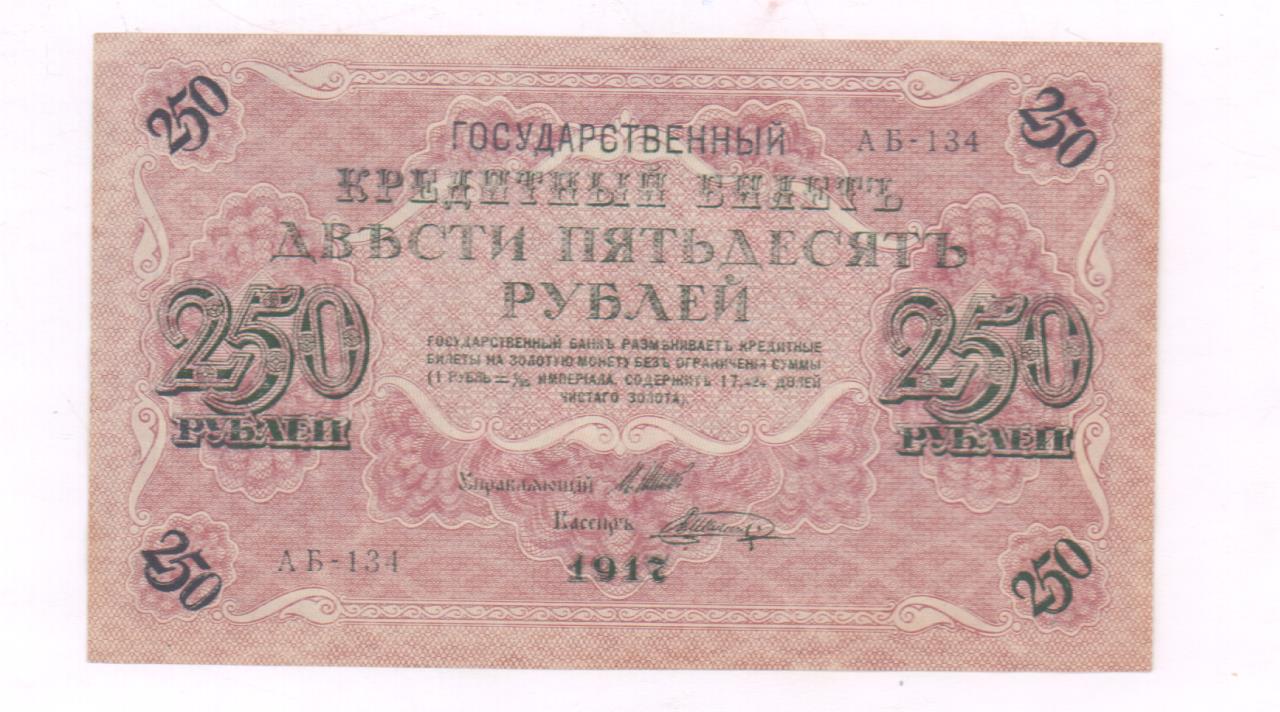 250
250
ГОСУДАРСТВЕННЫЙ
АБ-134
КРЕДИТНЫЙ БИЛЕТЪ
ДВѢСТИ ПЯТЬДЕСЯТЪ
РУБЛЕЙ
250
РУБЛЕЙ
250
РУБЛЕЙ
ГОСУДАРСТВЕННЫЙ БАНКЪ РАЗМѢНИВАЕТЪ КРЕДИТНЫЕ
БИЛЕТЫ НА ЗОЛОТУЮ МОНЕТУ БЕЗЪ ОГРАНИЧЕНІЯ СУММЫ
(1 РУБЛЬ = 1/15 ИМПЕРІАЛА, СОДЕРЖИТЪ 17,424 ДОЛЕЙ
ЧИСТАГО ЗОЛОТА).
Управляющій
Кассиръ
АБ-134
1917
250
250